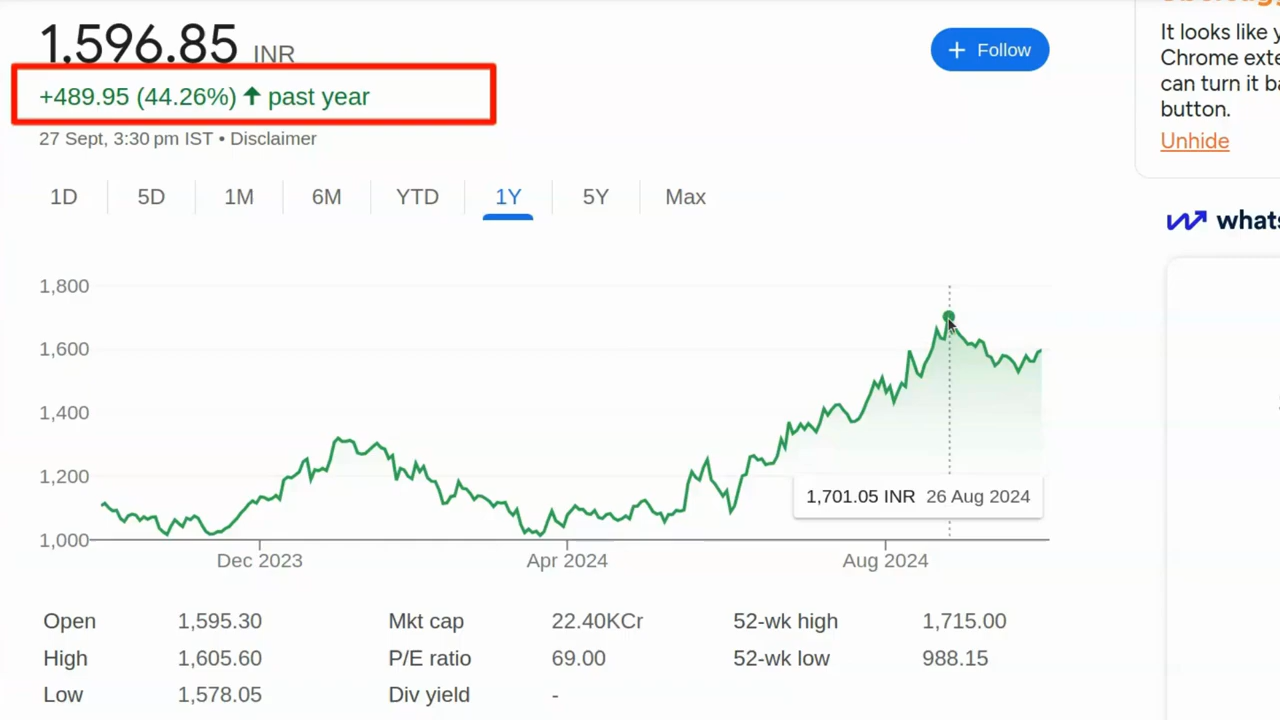 1,596.85 INR
+ Follow
+489.95 (44.26%) ↑ past year
27 Sept, 3:30 pm IST • Disclaimer
1D 5D 1M 6M YTD 1Y 5Y Max
1,800
1,600
1,400
1,200
1,000
1,701.05 INR 26 Aug 2024
Dec 2023 Apr 2024 Aug 2024
Open 1,595.30 Mkt cap 22.40KCr 52-wk high 1,715.00
High 1,605.60 P/E ratio 69.00 52-wk low 988.15
Low 1,578.05 Div yield -
It looks like y
Chrome exte
can turn it ba
button.
Unhide
whats